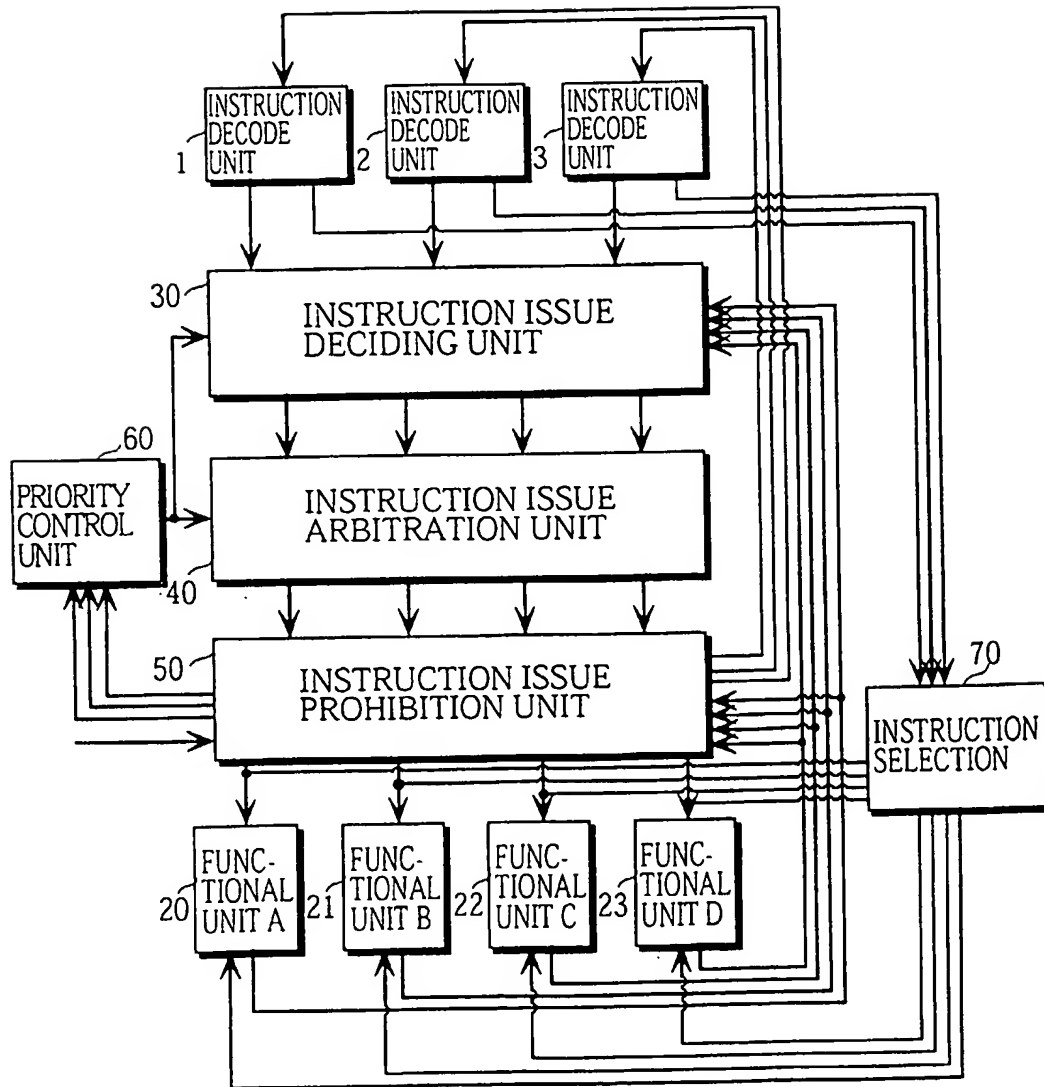 INSTRUCTION
DECODE
UNIT
1
INSTRUCTION
DECODE
UNIT
2
INSTRUCTION
DECODE
UNIT
3
30
INSTRUCTION ISSUE
DECIDING UNIT
60
PRIORITY
CONTROL
UNIT
INSTRUCTION ISSUE
ARBITRATION UNIT
40
50
INSTRUCTION ISSUE
PROHIBITION UNIT
70
INSTRUCTION
SELECTION
FUNC-
TIONAL
UNIT A
20
FUNC-
TIONAL
UNIT B
21
FUNC-
TIONAL
UNIT C
22
FUNC-
TIONAL
UNIT D
23